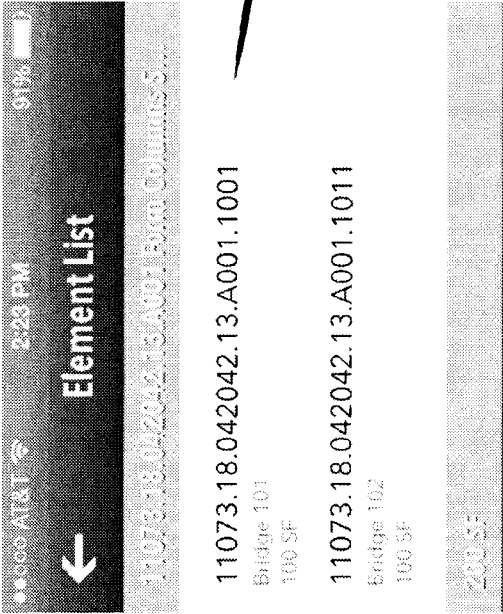 ●●○○○ AT&T 2:23 PM 91%
← Element List
11073.18.042042.13.A001 Form Columns S...
11073.18.042042.13.A001.1001
Bridge 101
100 SF
11073.18.042042.13.A001.1011
Bridge 102
100 SF
200 SF